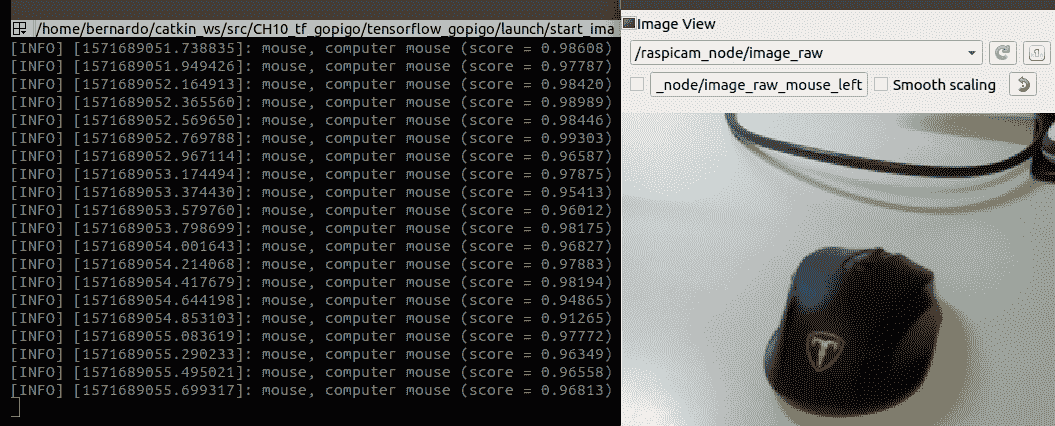 /home/bernardo/catkin_ws/src/CH10_tf_gopigo/tensorflow_gopigo/launch/start_ima
[INFO] [1571689051.738835]: mouse, computer mouse (score = 0.98608)
[INFO] [1571689051.949426]: mouse, computer mouse (score = 0.97787)
[INFO] [1571689052.164913]: mouse, computer mouse (score = 0.98420)
[INFO] [1571689052.365560]: mouse, computer mouse (score = 0.98989)
[INFO] [1571689052.569650]: mouse, computer mouse (score = 0.98446)
[INFO] [1571689052.769788]: mouse, computer mouse (score = 0.99303)
[INFO] [1571689052.967114]: mouse, computer mouse (score = 0.96587)
[INFO] [1571689053.174494]: mouse, computer mouse (score = 0.97875)
[INFO] [1571689053.374430]: mouse, computer mouse (score = 0.95413)
[INFO] [1571689053.579760]: mouse, computer mouse (score = 0.96012)
[INFO] [1571689053.798699]: mouse, computer mouse (score = 0.98175)
[INFO] [1571689054.001643]: mouse, computer mouse (score = 0.96827)
[INFO] [1571689054.214068]: mouse, computer mouse (score = 0.97883)
[INFO] [1571689054.417679]: mouse, computer mouse (score = 0.98194)
[INFO] [1571689054.644198]: mouse, computer mouse (score = 0.94865)
[INFO] [1571689054.853103]: mouse, computer mouse (score = 0.91265)
[INFO] [1571689055.083619]: mouse, computer mouse (score = 0.97772)
[INFO] [1571689055.290233]: mouse, computer mouse (score = 0.96349)
[INFO] [1571689055.495021]: mouse, computer mouse (score = 0.96558)
[INFO] [1571689055.699317]: mouse, computer mouse (score = 0.96813)
Image View
/raspicam_node/image_raw
_node/image_raw_mouse_left
Smooth scaling
T